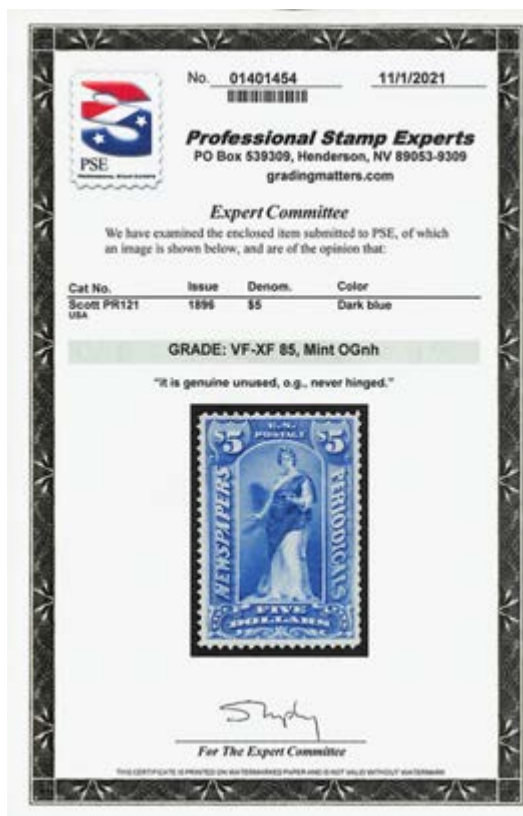 No. 01401454 11/1/2021
PSE
Professional Stamp Experts
PO Box 539309, Henderson, NV 89053-9309
gradingmatters.com
Expert Committee
We have examined the enclosed item submitted to PSE, of which
an image is shown below, and are of the opinion that:
Cat No. Issue Denom. Color
Scott PR121 1896 $5 Dark blue
USA
GRADE: VF-XF 85, Mint OGnh
"it is genuine unused, o.g., never hinged."
$5 U.S. POSTAGE $5
NEWSPAPERS
PERIODICALS
FIVE
DOLLARS
For The Expert Committee
THIS CERTIFICATE IS PRINTED ON WATERMARKED PAPER AND IS NOT VALID WITHOUT WATERMARK